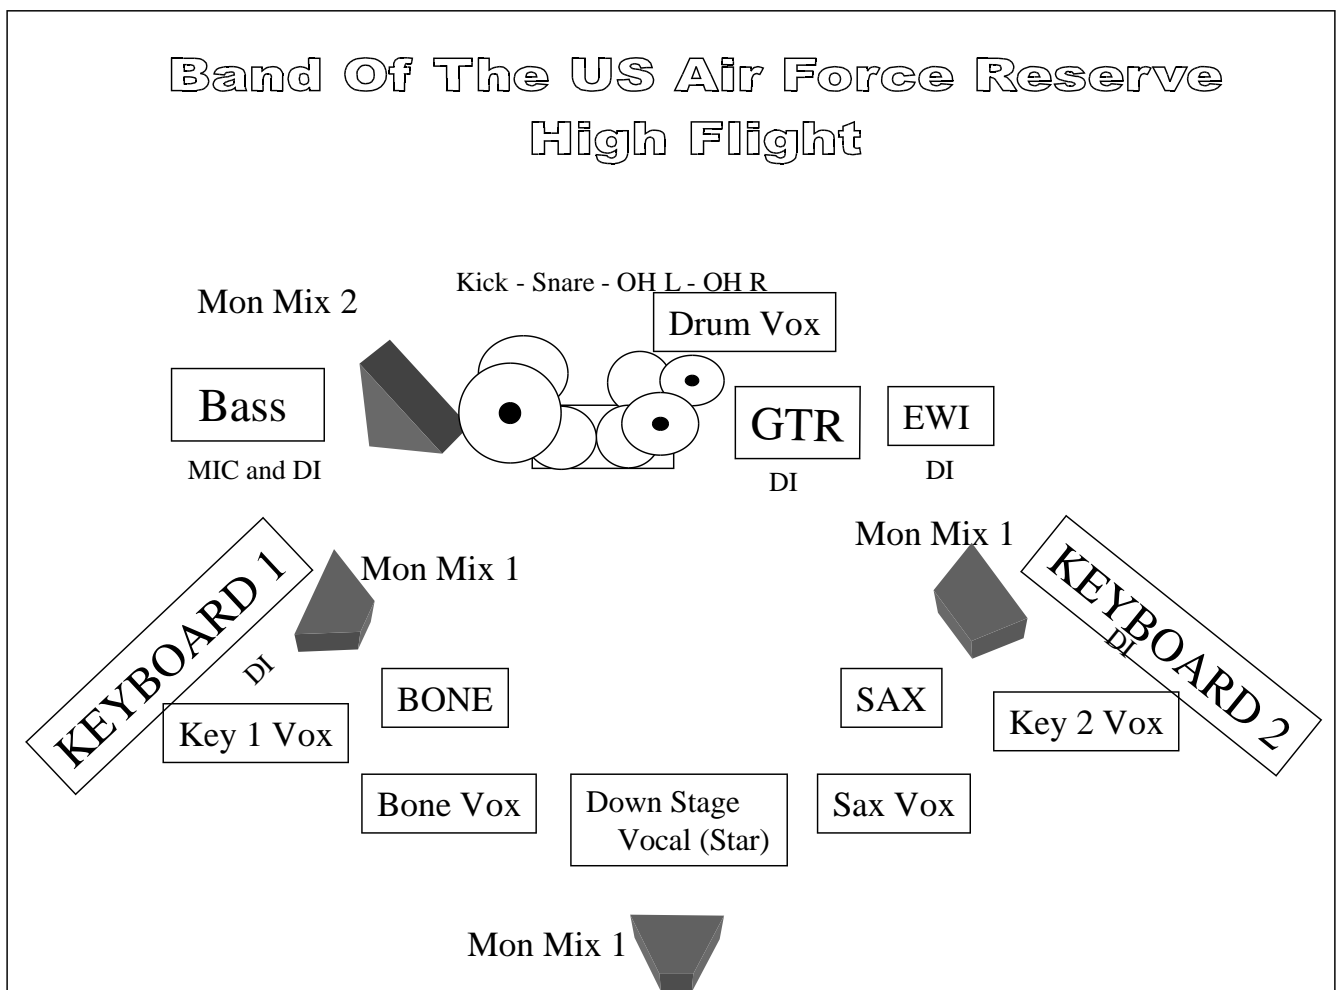 Band Of The US Air Force Reserve
High Flight
Kick - Snare - OH L - OH R
Mon Mix 2
Drum Vox
Bass
GTR
EWI
MIC and DI
DI
DI
Mon Mix 1
Mon Mix 1
KEYBOARD 1
KEYBOARD 2
DI
DI
BONE
SAX
Key 1 Vox
Key 2 Vox
Bone Vox
Down Stage
Vocal (Star)
Sax Vox
Mon Mix 1